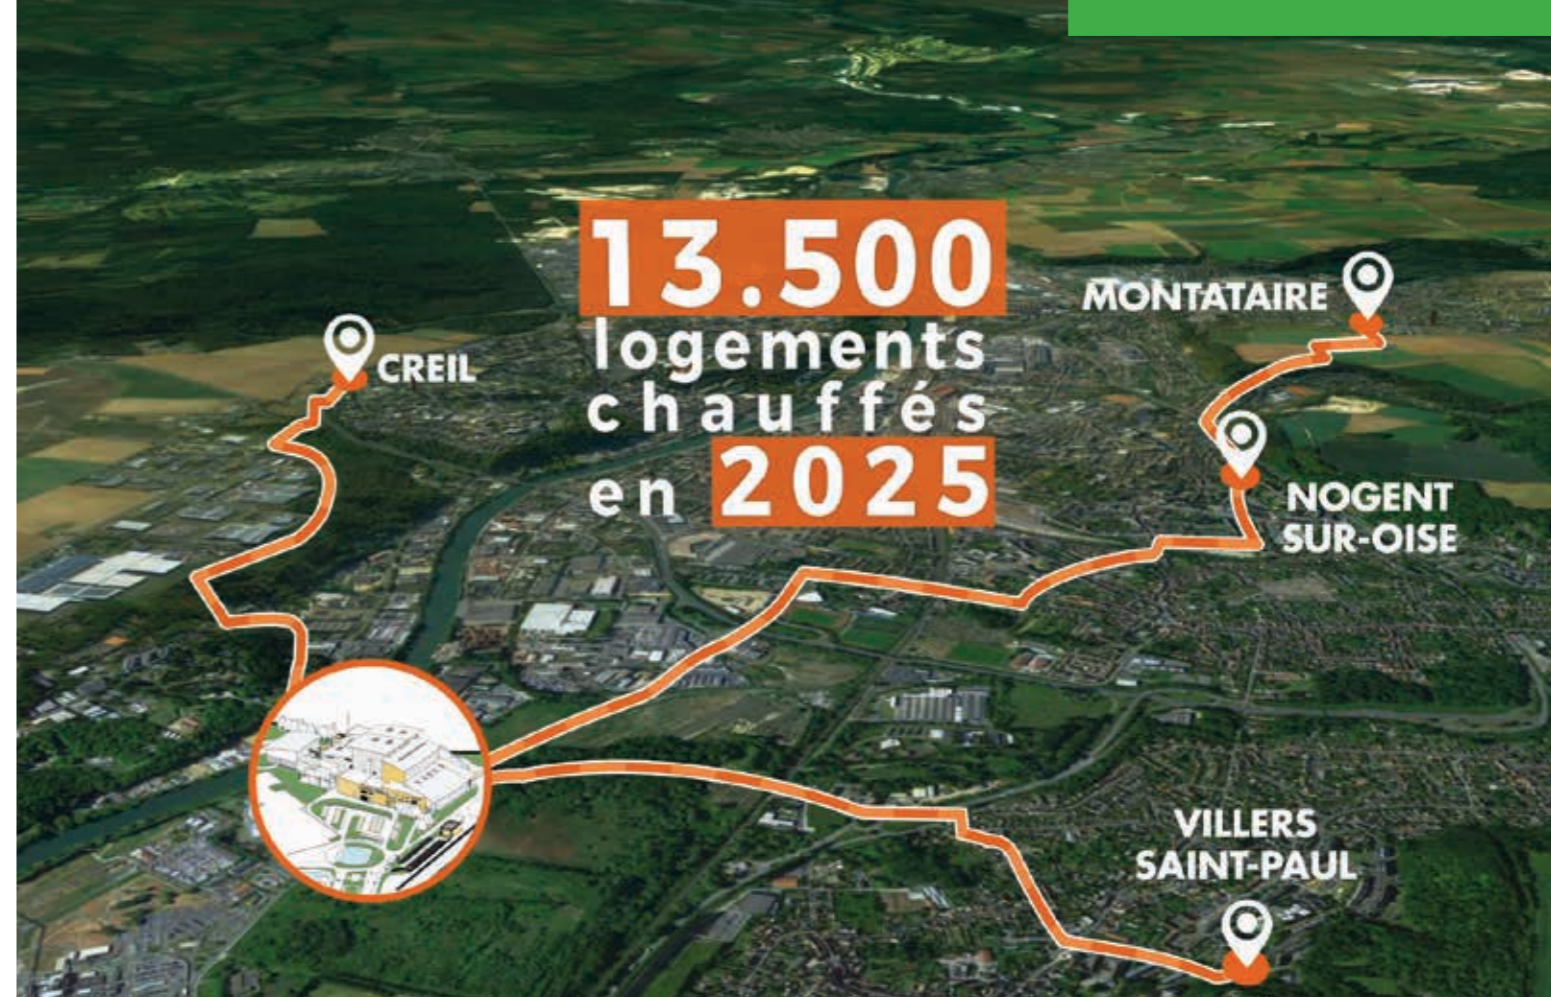 13.500
logements
chauffés
en 2025
MONTATAIRE
CREIL
NOGENT
SUR-OISE
VILLERS
SAINT-PAUL